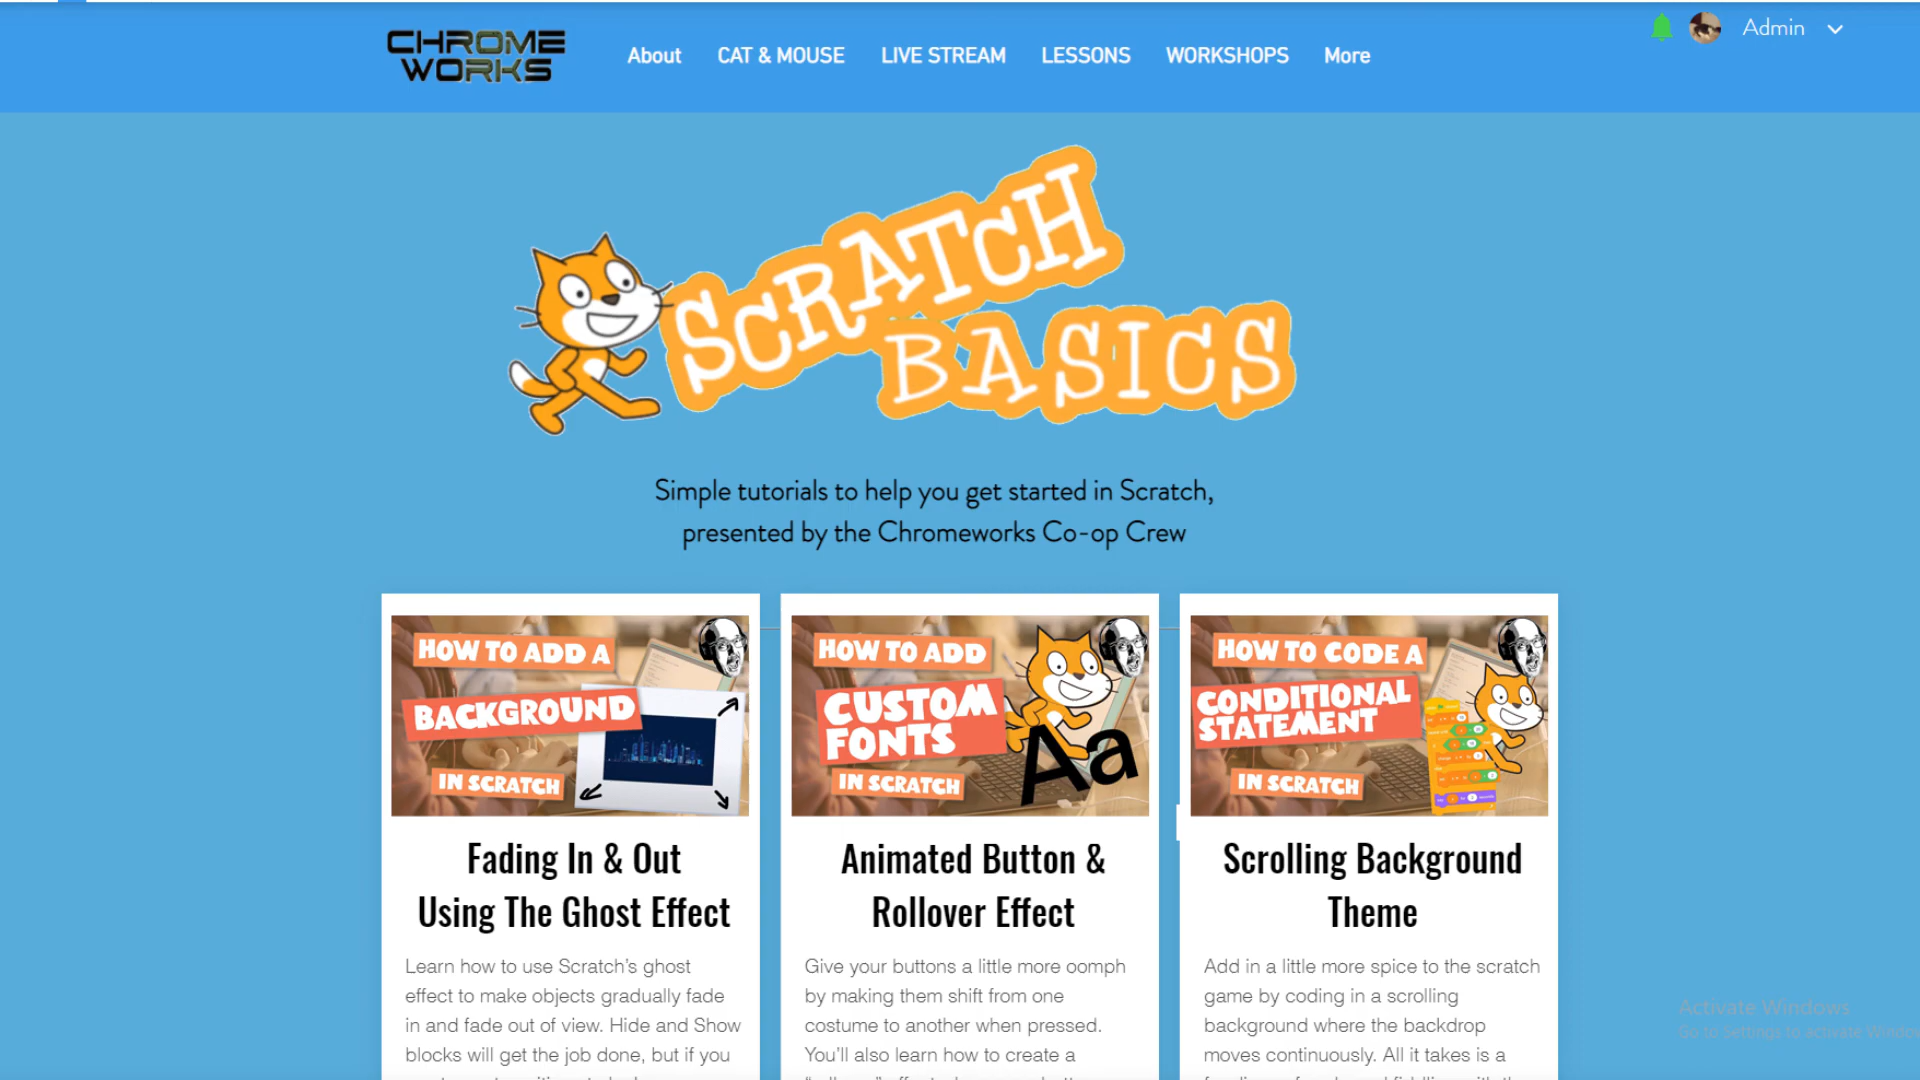 CHROME
WORKS
About CAT & MOUSE LIVE STREAM LESSONS WORKSHOPS More
Admin
SCRATCH
BASICS
Simple tutorials to help you get started in Scratch,
presented by the Chromeworks Co-op Crew
HOW TO ADD A
BACKGROUND
IN SCRATCH
Fading In & Out
Using The Ghost Effect
Learn how to use Scratch's ghost
effect to make objects gradually fade
in and fade out of view. Hide and Show
blocks will get the job done, but if you
HOW TO ADD
CUSTOM
FONTS
Aa
IN SCRATCH
Animated Button &
Rollover Effect
Give your buttons a little more oomph
by making them shift from one
costume to another when pressed.
You'll also learn how to create a
HOW TO CODE A
CONDITIONAL
STATEMENT
IN SCRATCH
Scrolling Background
Theme
Add in a little more spice to the scratch
game by coding in a scrolling
background where the backdrop
moves continuously. All it takes is a
Activate Windows
Go to Settings to activate Windows